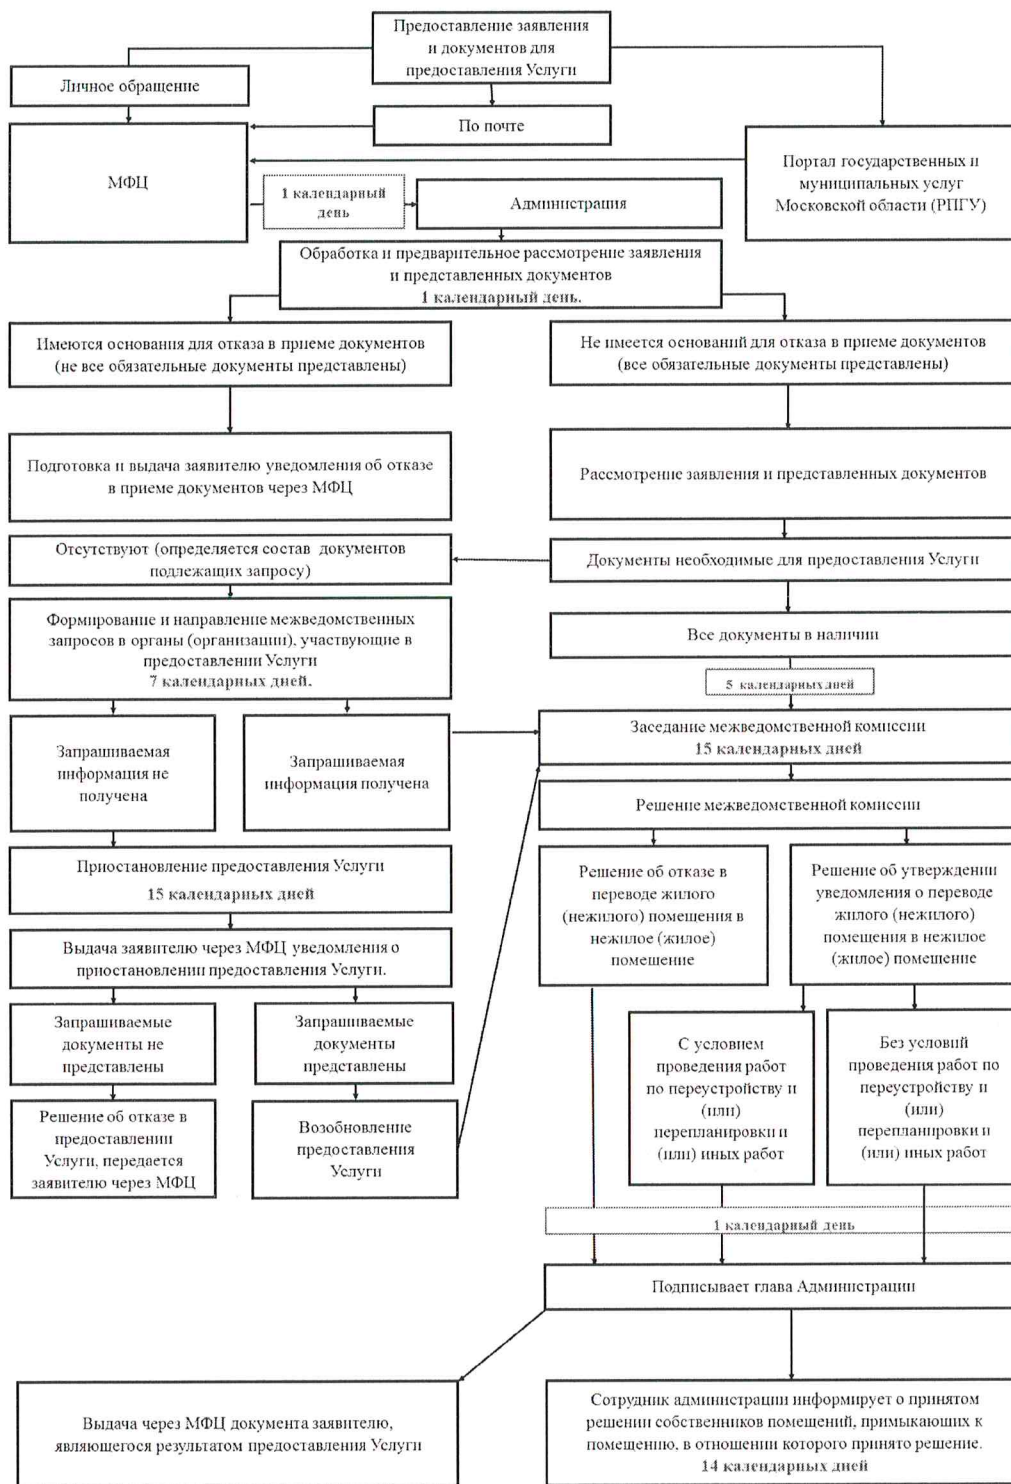 Предоставление заявления
и документов для
предоставления Услуги
Личное обращение
По почте
МФЦ
Портал государственных и
муниципальных услуг
Московской области (РПГУ)
1 календарный
день
Администрация
Обработка и предварительное рассмотрение заявления
и представленных документов
1 календарный день.
Имеются основания для отказа в приеме документов
(не все обязательные документы представлены)
Не имеется оснований для отказа в приеме документов
(все обязательные документы представлены)
Подготовка и выдача заявителю уведомления об отказе
в приеме документов через МФЦ
Рассмотрение заявления и представленных документов
Отсутствуют (определяется состав документов
подлежащих запросу)
Документы необходимые для предоставления Услуги
Формирование и направление межведомственных
запросов в органы (организации), участвующие в
предоставлении Услуги
7 календарных дней.
Все документы в наличии
5 календарных дней
Запрашиваемая
информация не
получена
Запрашиваемая
информация получена
Заседание межведомственной комиссии
15 календарных дней
Решение межведомственной комиссии
Приостановление предоставления Услуги
15 календарных дней
Решение об отказе в
переводе жилого
(нежилого) помещения в
нежилое (жилое)
помешение
Решение об утверждении
уведомления о переводе
жилого (нежилого)
помещения в нежилое
(жилое) помешение
Выдача заявителю через МФЦ уведомления о
приостановлении предоставления Услуги.
Запрашиваемые
документы не
представлены
Запрашиваемые
документы
представлены
С условием
проведения работ
по переустройству и
(или)
перепланировки и
(или) иных работ
Без условий
проведения работ по
переустройству и
(или)
перепланировки и
(или) иных работ
Решение об отказе в
предоставлении
Услуги, передается
заявителю через МФЦ
Возобновление
предоставления
Услуги
1 календарный день
Подписывает глава Администрации
Выдача через МФЦ документа заявителю,
являющегося результатом предоставления Услуги
Сотрудник администрации информирует о принятом
решении собственников помещений, примыкающих к
помещению, в отношении которого принято решение.
14 календарных дней